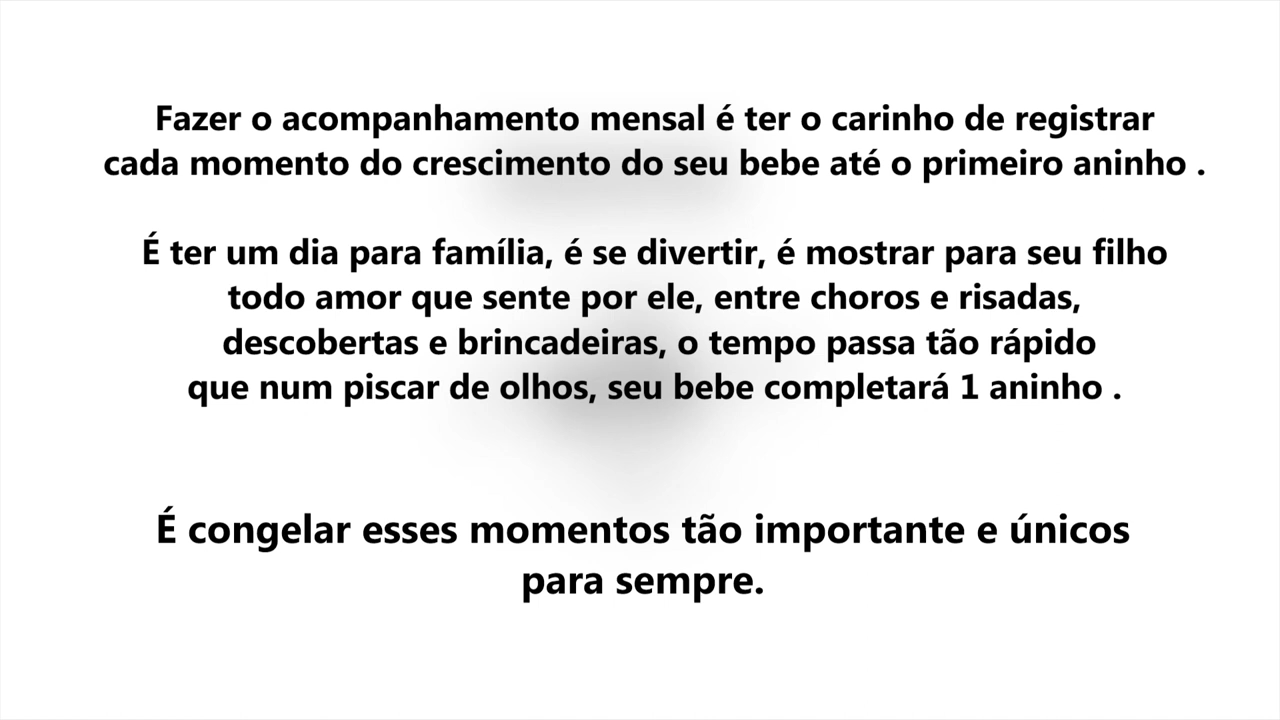 Fazer o acompanhamento mensal é ter o carinho de registrar
cada momento do crescimento do seu bebe até o primeiro aninho .
É ter um dia para família, é se divertir, é mostrar para seu filho
todo amor que sente por ele, entre choros e risadas,
descobertas e brincadeiras, o tempo passa tão rápido
que num piscar de olhos, seu bebe completará 1 aninho .
É congelar esses momentos tão importante e únicos
para sempre.